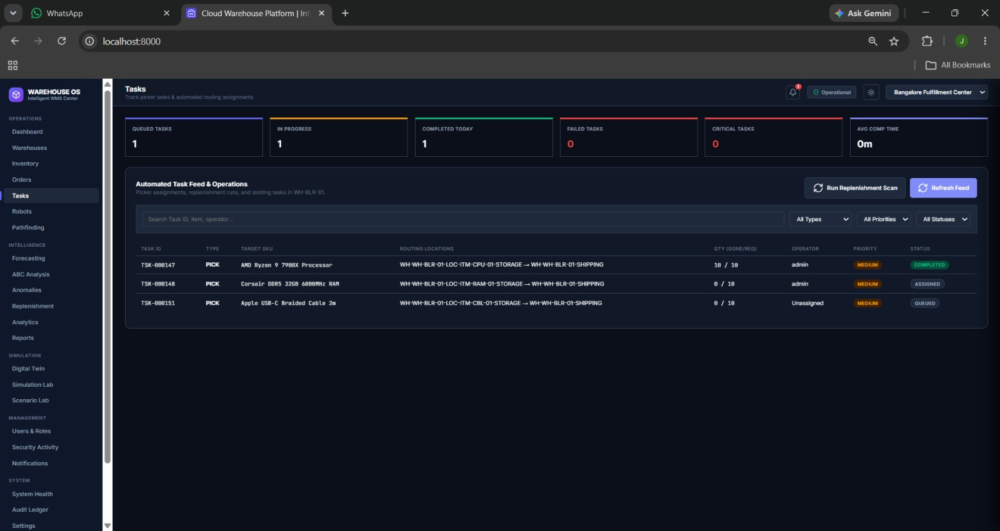 WhatsApp
Cloud Warehouse Platform | Int
Ask Gemini
localhost:8000
J
All Bookmarks
WAREHOUSE OS
Intelligent WMS Center
OPERATIONS
Dashboard
Warehouses
Inventory
Orders
Tasks
Robots
Pathfinding
INTELLIGENCE
Forecasting
ABC Analysis
Anomalies
Replenishment
Analytics
Reports
SIMULATION
Digital Twin
Simulation Lab
Scenario Lab
MANAGEMENT
Users & Roles
Security Activity
Notifications
SYSTEM
System Health
Audit Ledger
Settings
Tasks
Track picker tasks & automated routing assignments
1
Operational
Bangalore Fulfillment Center
QUEUED TASKS
1
IN PROGRESS
1
COMPLETED TODAY
1
FAILED TASKS
0
CRITICAL TASKS
0
AVG COMP TIME
0m
Automated Task Feed & Operations
Picker assignments, replenishment runs, and slotting tasks in WH-BLR-01.
Run Replenishment Scan
Refresh Feed
Search Task ID, item, operator...
All Types
All Priorities
All Statuses
TASK ID TYPE TARGET SKU ROUTING LOCATIONS QTY (DONE/REQ) OPERATOR PRIORITY STATUS
TSK-000147 PICK AMD Ryzen 9 7900X Processor WH-WH-BLR-01-LOC-ITM-CPU-01-STORAGE → WH-WH-BLR-01-SHIPPING 10 / 10 admin MEDIUM COMPLETED
TSK-000148 PICK Corsair DDR5 32GB 6000MHz RAM WH-WH-BLR-01-LOC-ITM-RAM-01-STORAGE → WH-WH-BLR-01-SHIPPING 0 / 10 admin MEDIUM ASSIGNED
TSK-000151 PICK Apple USB-C Braided Cable 2m WH-WH-BLR-01-LOC-ITM-CBL-01-STORAGE → WH-WH-BLR-01-SHIPPING 0 / 10 Unassigned MEDIUM QUEUED